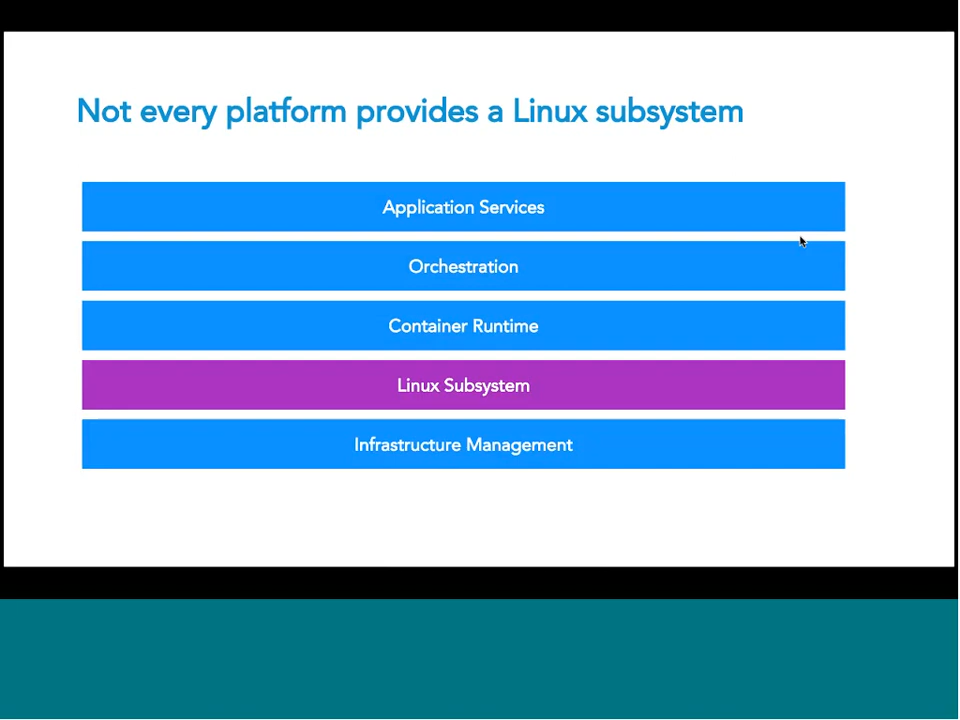 Not every platform provides a Linux subsystem
Application Services
Orchestration
Container Runtime
Linux Subsystem
Infrastructure Management